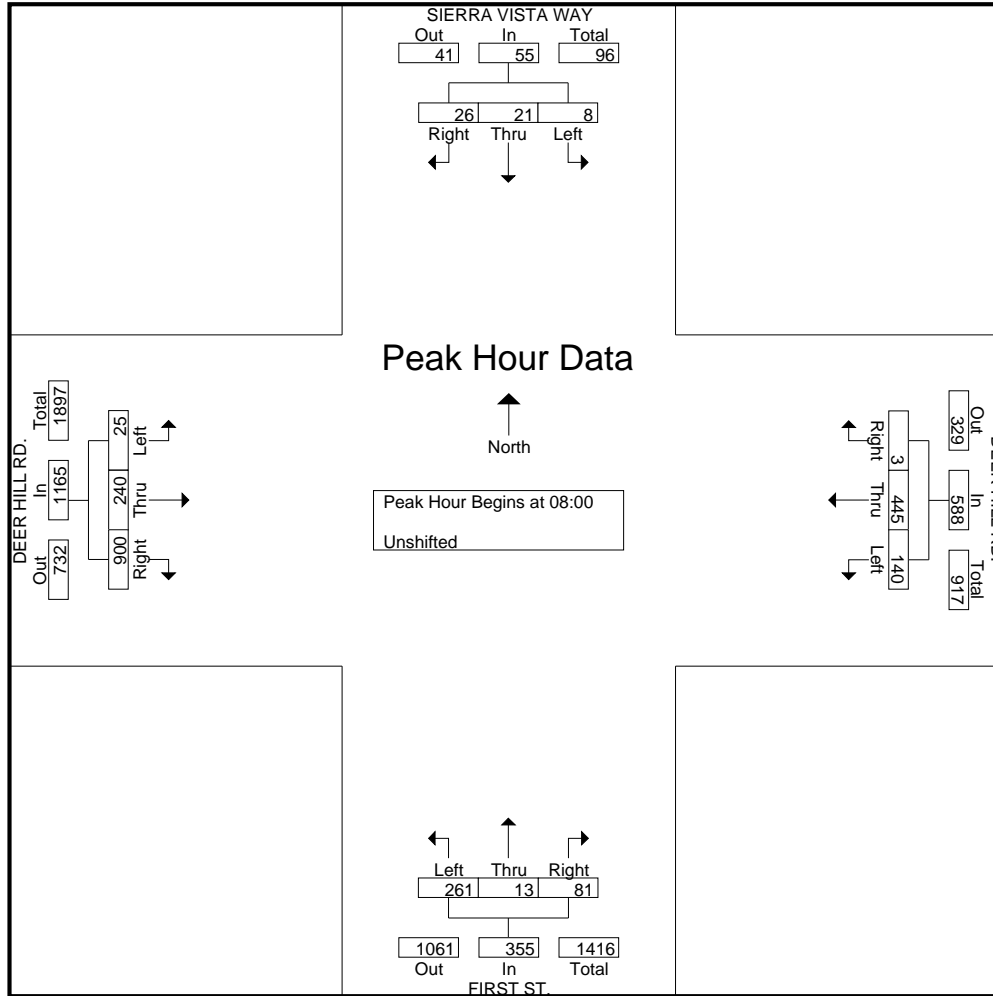 SIERRA VISTA WAY
Out In Total
41 55 96
26 21 8
Right Thru Left
Peak Hour Data
North
Peak Hour Begins at 08:00
Unshifted
DEER HILL RD.
Total In Out
1897 1165 732
25 240 900
Left Thru Right
Out In Total
329 588 917
3 445 140
Right Thru Left
Left Thru Right
261 13 81
1061 355 1416
Out In Total
FIRST ST.